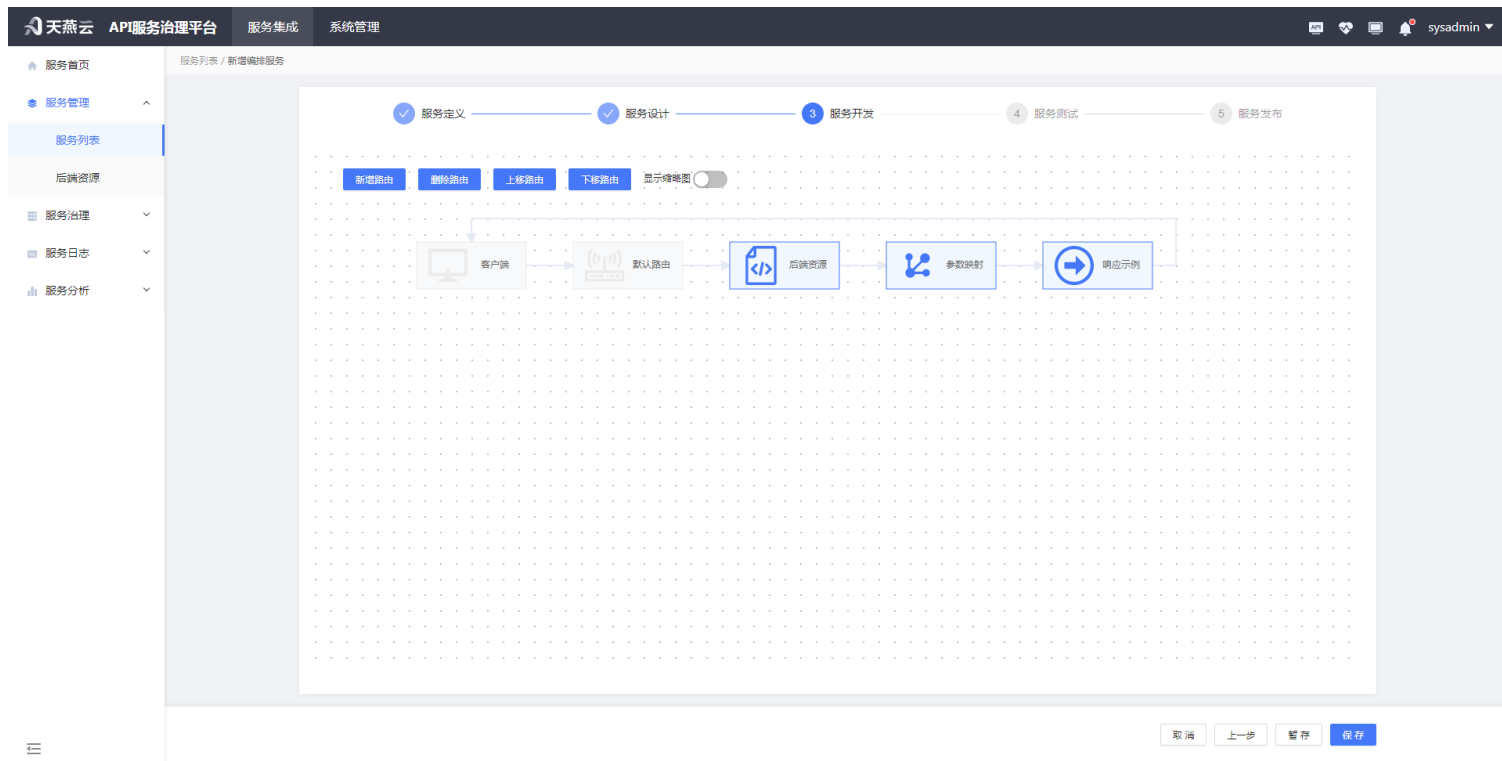 天燕云 API服务治理平台 服务集成 系统管理 API sysadmin
服务首页
服务管理
服务列表
后端资源
服务治理
服务日志
服务分析
服务列表 / 新增编排服务
服务定义 服务设计 3 服务开发 4 服务测试 5 服务发布
新增路由 删除路由 上移路由 下移路由 显示缩略图
客户端 默认路由 后端资源 参数映射 响应示例
取消 上一步 暂存 保存